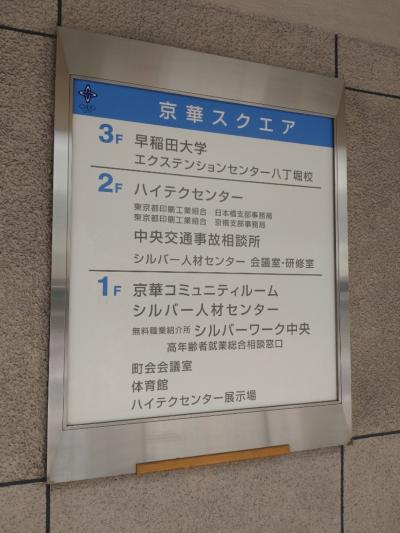 京華スクエア
3F 早稲田大学
エクステンションセンター八丁堀校
2F ハイテクセンター
東京都印刷工業組合 日本橋支部事務局
東京都印刷工業組合 京橋支部事務局
中央交通事故相談所
シルバー人材センター 会議室・研修室
1F 京華コミュニティルーム
シルバー人材センター
無料職業紹介所 シルバーワーク中央
高年齢者就業総合相談窓口
町会会議室
体育館
ハイテクセンター展示場